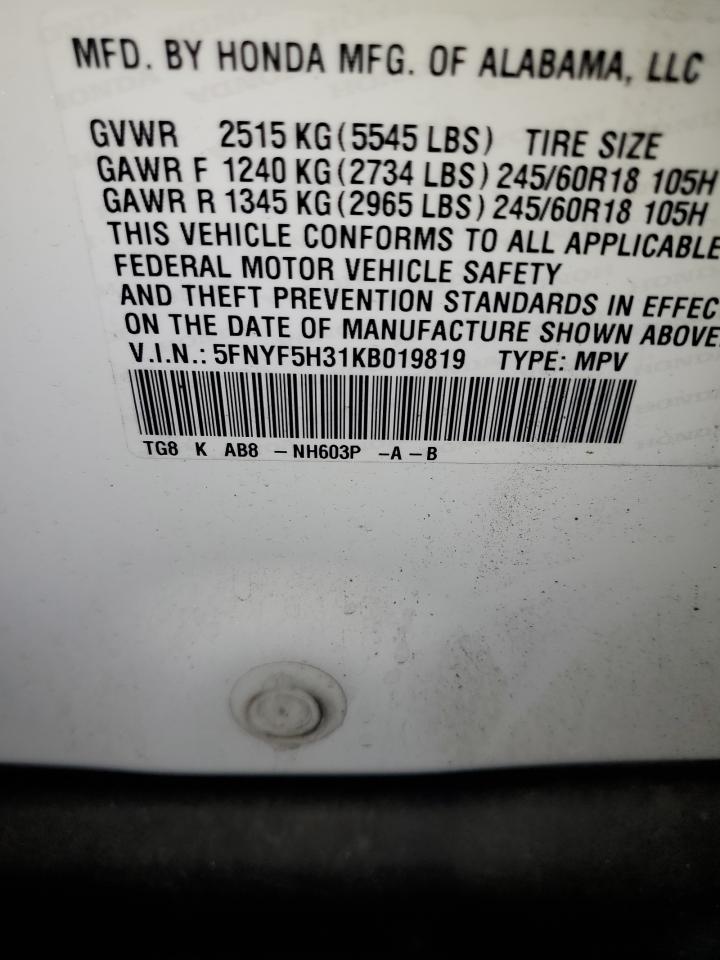 MFD. BY HONDA MFG. OF ALABAMA, LLC
GVWR 2515 KG (5545 LBS) TIRE SIZE
GAWR F 1240 KG (2734 LBS) 245/60R18 105H
GAWR R 1345 KG (2965 LBS) 245/60R18 105H
THIS VEHICLE CONFORMS TO ALL APPLICABLE
FEDERAL MOTOR VEHICLE SAFETY
AND THEFT PREVENTION STANDARDS IN EFFEC
ON THE DATE OF MANUFACTURE SHOWN ABOVE.
V.I.N.: 5FNYF5H31KB019819 TYPE: MPV
TG8 K AB8 - NH603P - A - B